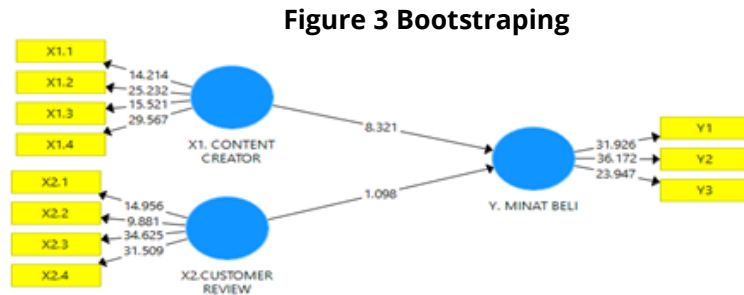 Figure 3 Bootstraping
X1.1
X1.2
X1.3
X1.4
14.214
25.232
15.521
29.567
X1. CONTENT
CREATOR
8.321
X2.1
X2.2
X2.3
X2.4
14.956
9.881
34.625
31.509
X2.CUSTOMER
REVIEW
1.098
Y. MINAT BELI
31.926
36.172
23.947
Y1
Y2
Y3